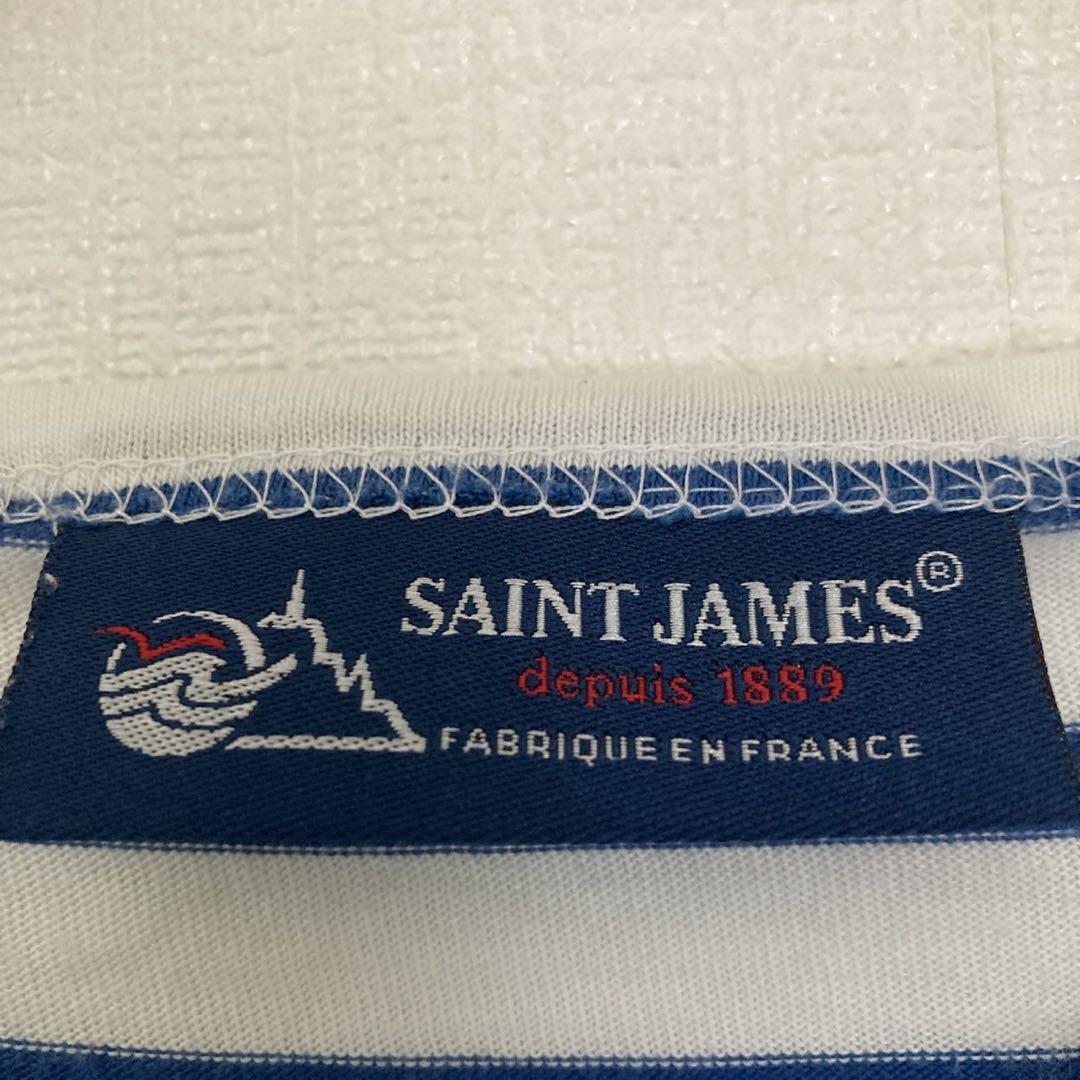 SAINT JAMES®
depuis 1889
FABRIQUE EN FRANCE